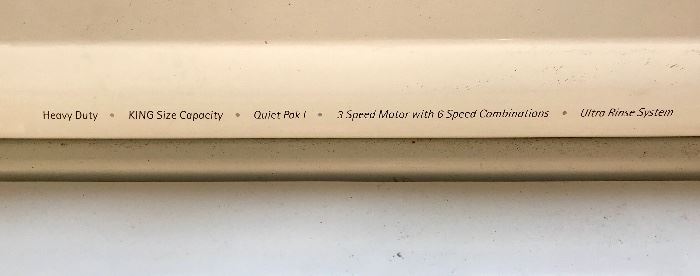 Heavy Duty • KING Size Capacity • Quiet Pak I • 3 Speed Motor with 6 Speed Combinations • Ultra Rinse System